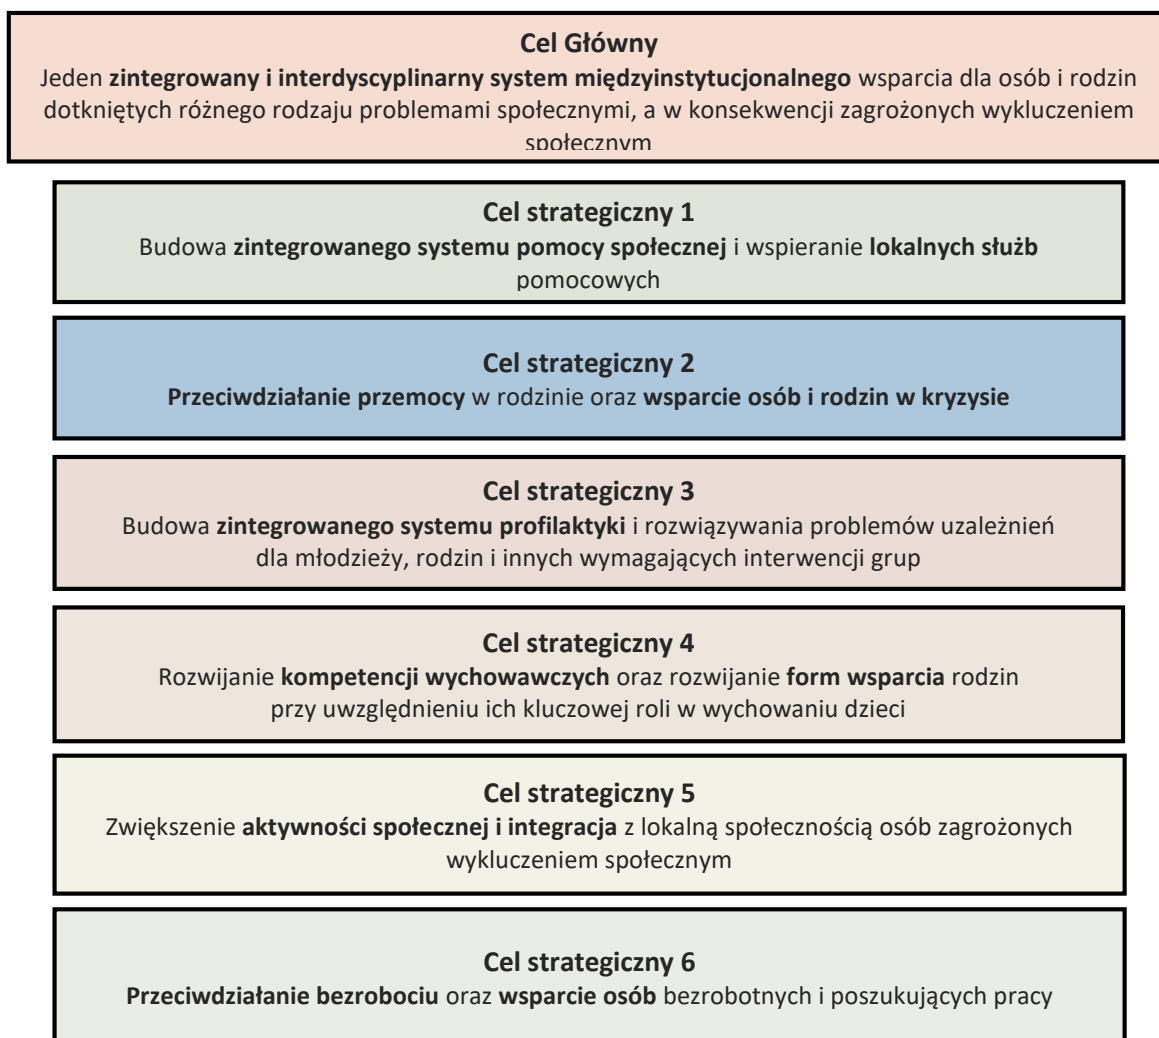 Cel Główny
Jeden zintegrowany i interdyscyplinarny system międzyinstytucjonalnego wsparcia dla osób i rodzin
dotkniętych różnego rodzaju problemami społecznymi, a w konsekwencji zagrożonych wykluczeniem
społecznym
Cel strategiczny 1
Budowa zintegrowanego systemu pomocy społecznej i wspieranie lokalnych służb
pomocowych
Cel strategiczny 2
Przeciwdziałanie przemocy w rodzinie oraz wsparcie osób i rodzin w kryzysie
Cel strategiczny 3
Budowa zintegrowanego systemu profilaktyki i rozwiązywania problemów uzależnień
dla młodzieży, rodzin i innych wymagających interwencji grup
Cel strategiczny 4
Rozwijanie kompetencji wychowawczych oraz rozwijanie form wsparcia rodzin
przy uwzględnieniu ich kluczowej roli w wychowaniu dzieci
Cel strategiczny 5
Zwiększenie aktywności społecznej i integracja z lokalną społecznością osób zagrożonych
wykluczeniem społecznym
Cel strategiczny 6
Przeciwdziałanie bezrobociu oraz wsparcie osób bezrobotnych i poszukujących pracy